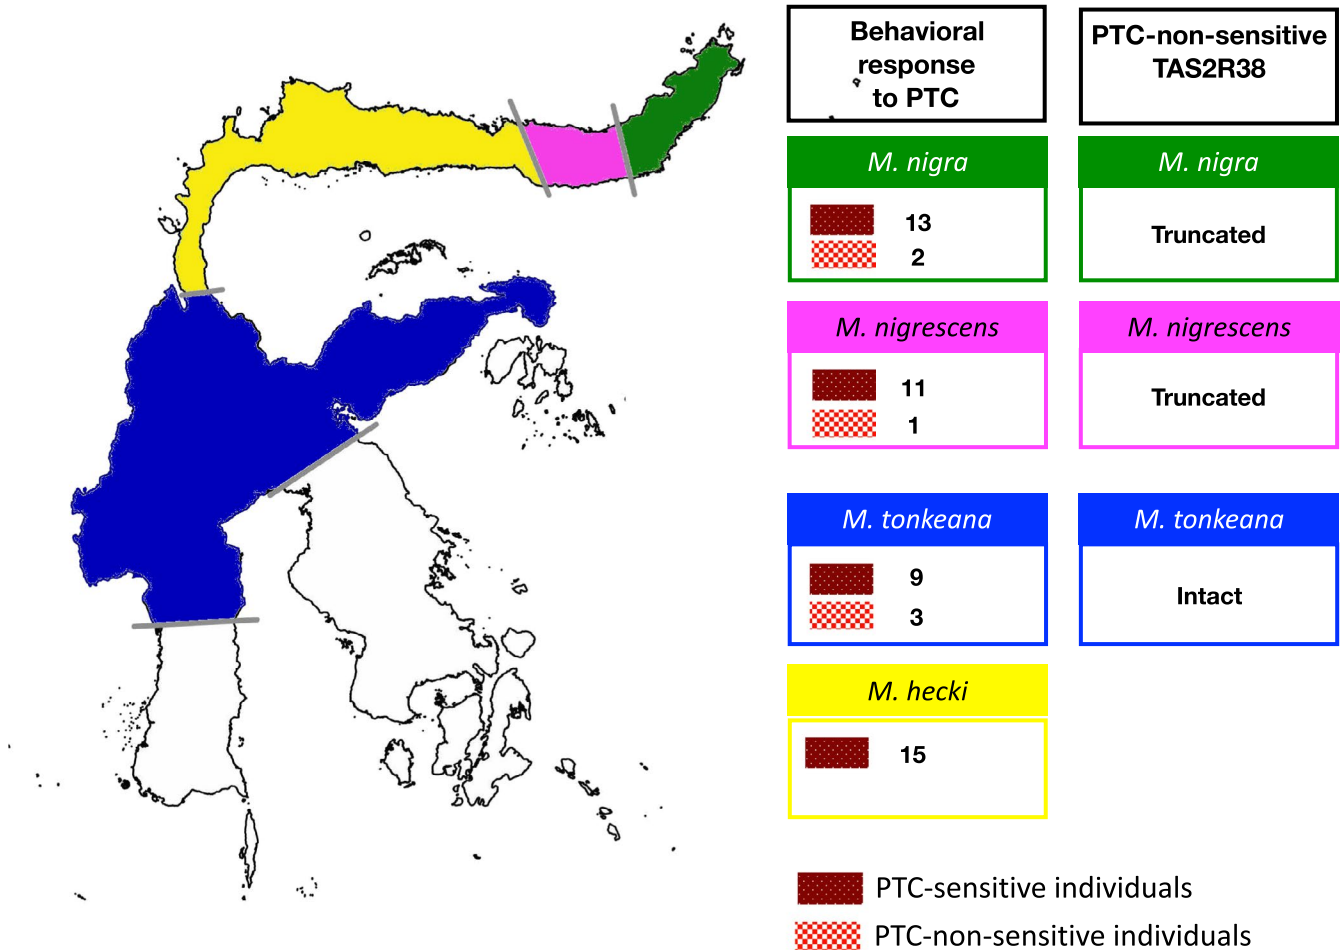 Behavioral
response
to PTC
PTC-non-sensitive
TAS2R38
M. nigra
M. nigra
13
2
Truncated
M. nigrescens
M. nigrescens
11
1
Truncated
M. tonkeana
M. tonkeana
9
3
Intact
M. hecki
15
PTC-sensitive individuals
PTC-non-sensitive individuals